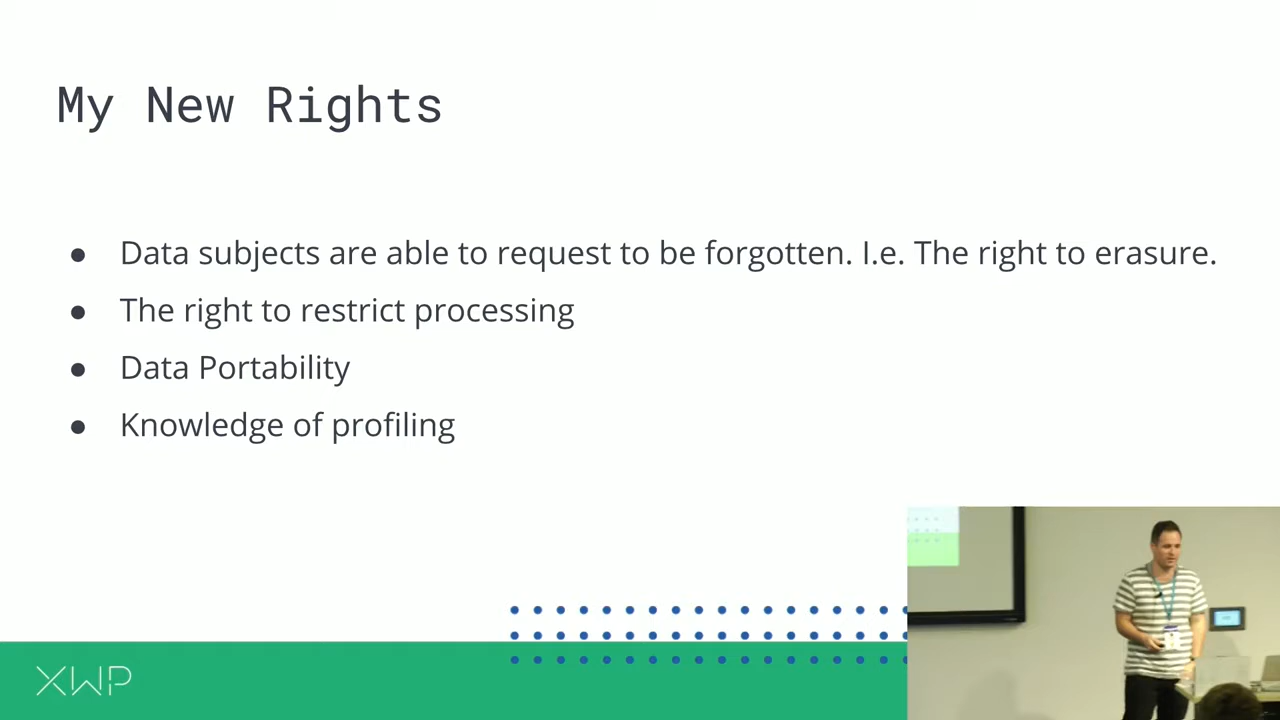 My New Rights
● Data subjects are able to request to be forgotten. I.e. The right to erasure.
● The right to restrict processing
● Data Portability
● Knowledge of profiling
XWP